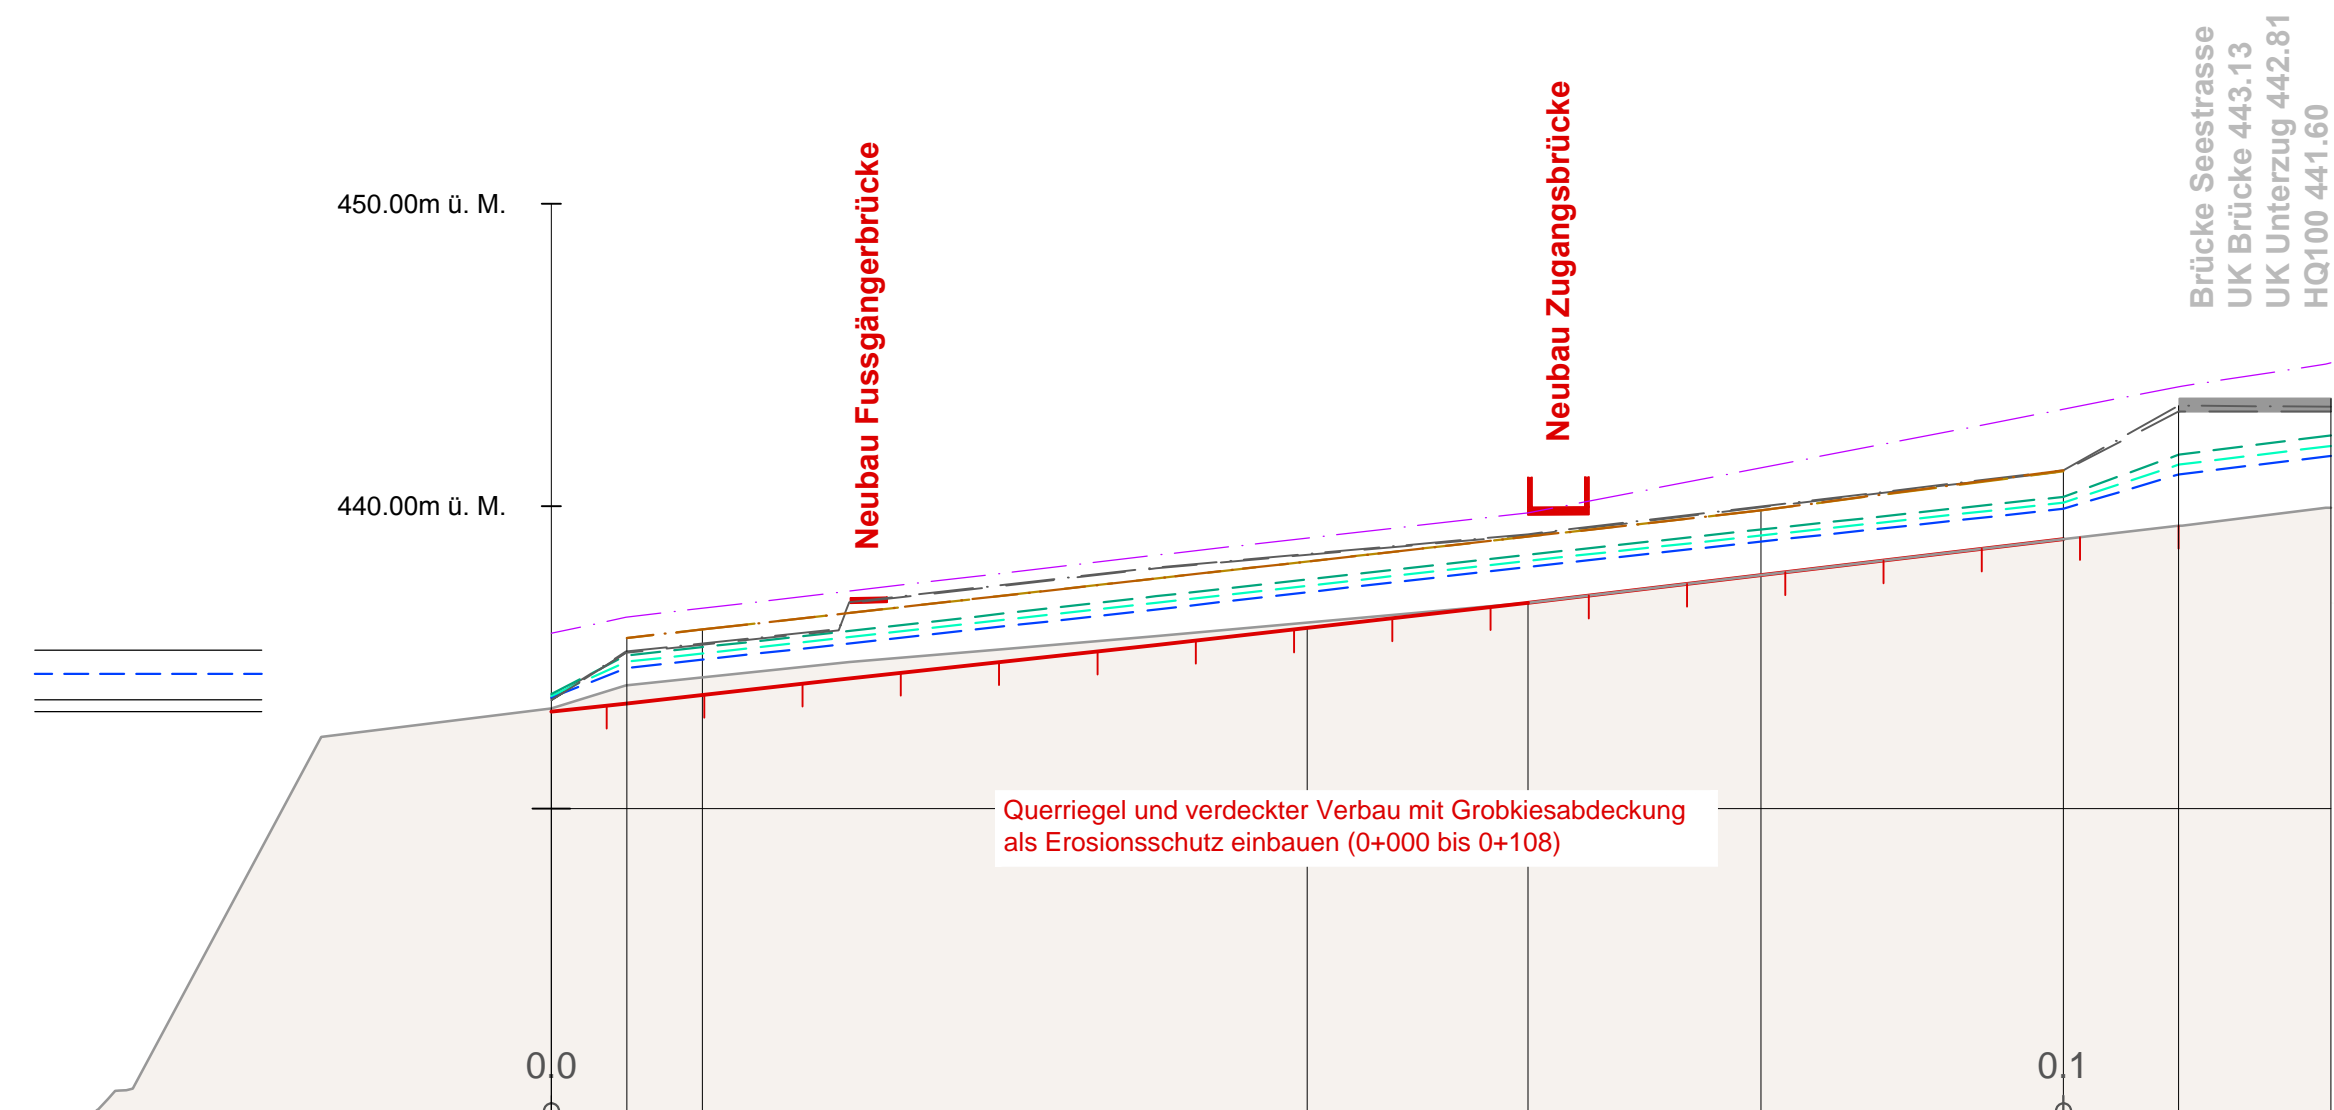 Brücke Seestrasse
UK Brücke 443.13
UK Unterzug 442.81
HQ100 441.60
Neubau Zugangsbrücke
Neubau Fussgängerbrücke
450.00m ü. M.
440.00m ü. M.
Querriegel und verdeckter Verbau mit Grobkiesabdeckung
als Erosionsschutz einbauen (0+000 bis 0+108)
0.0
0.1